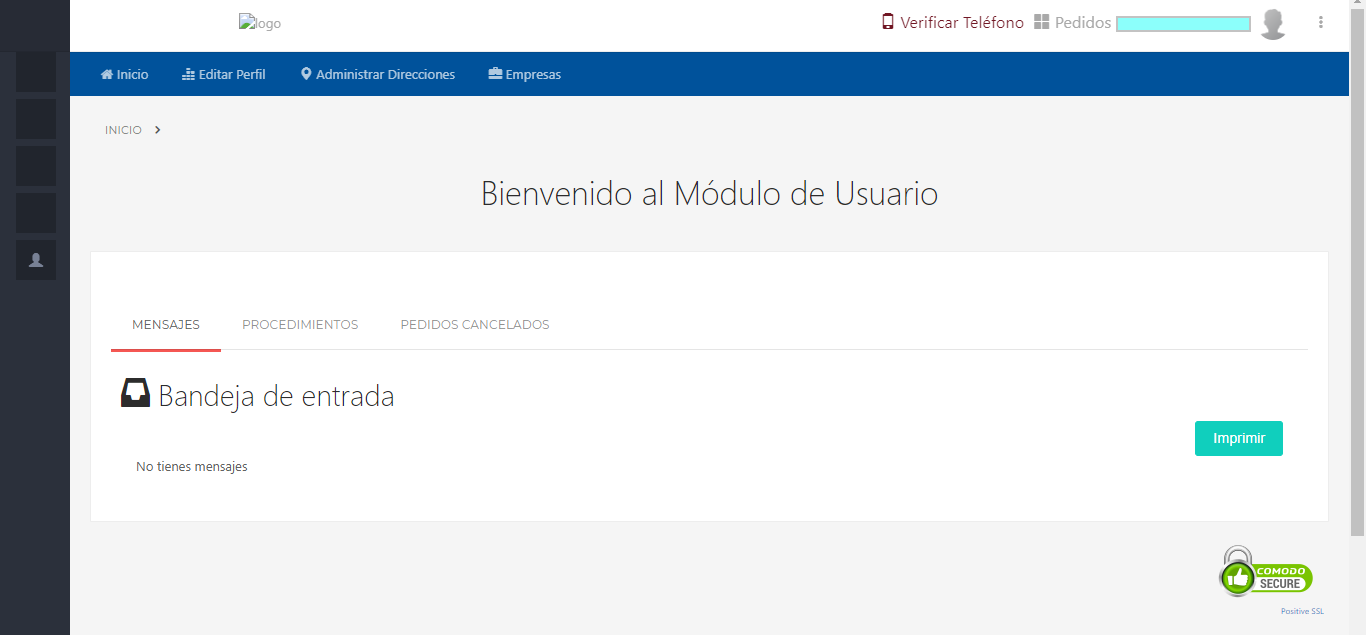 logo
Verificar Teléfono Pedidos
Inicio Editar Perfil Administrar Direcciones Empresas
INICIO
Bienvenido al Módulo de Usuario
MENSAJES PROCEDIMIENTOS PEDIDOS CANCELADOS
Bandeja de entrada
Imprimir
No tienes mensajes
COMODO
SECURE
Positive SSL